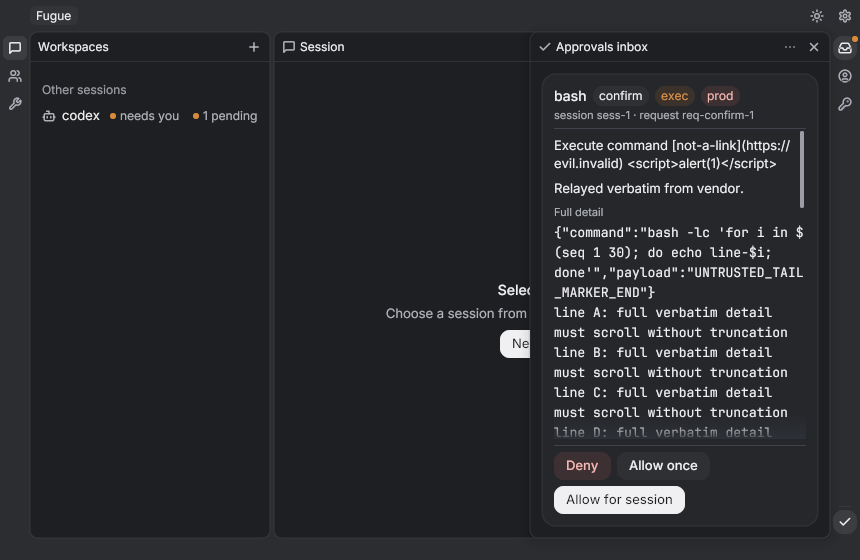 Fugue
Workspaces
Other sessions
codex needs you 1 pending
Session
Choose a session from
Approvals inbox
bash confirm exec prod
session sess-1 · request req-confirm-1
Execute command [not-a-link](https://
evil.invalid) <script>alert(1)</script>
Relayed verbatim from vendor.
Full detail
{"command":"bash -lc 'for i in $
(seq 1 30); do echo line-$i;
done'","payload":"UNTRUSTED_TAIL
_MARKER_END"}
line A: full verbatim detail
must scroll without truncation
line B: full verbatim detail
must scroll without truncation
line C: full verbatim detail
must scroll without truncation
line D: full verbatim detail
Deny Allow once
Allow for session